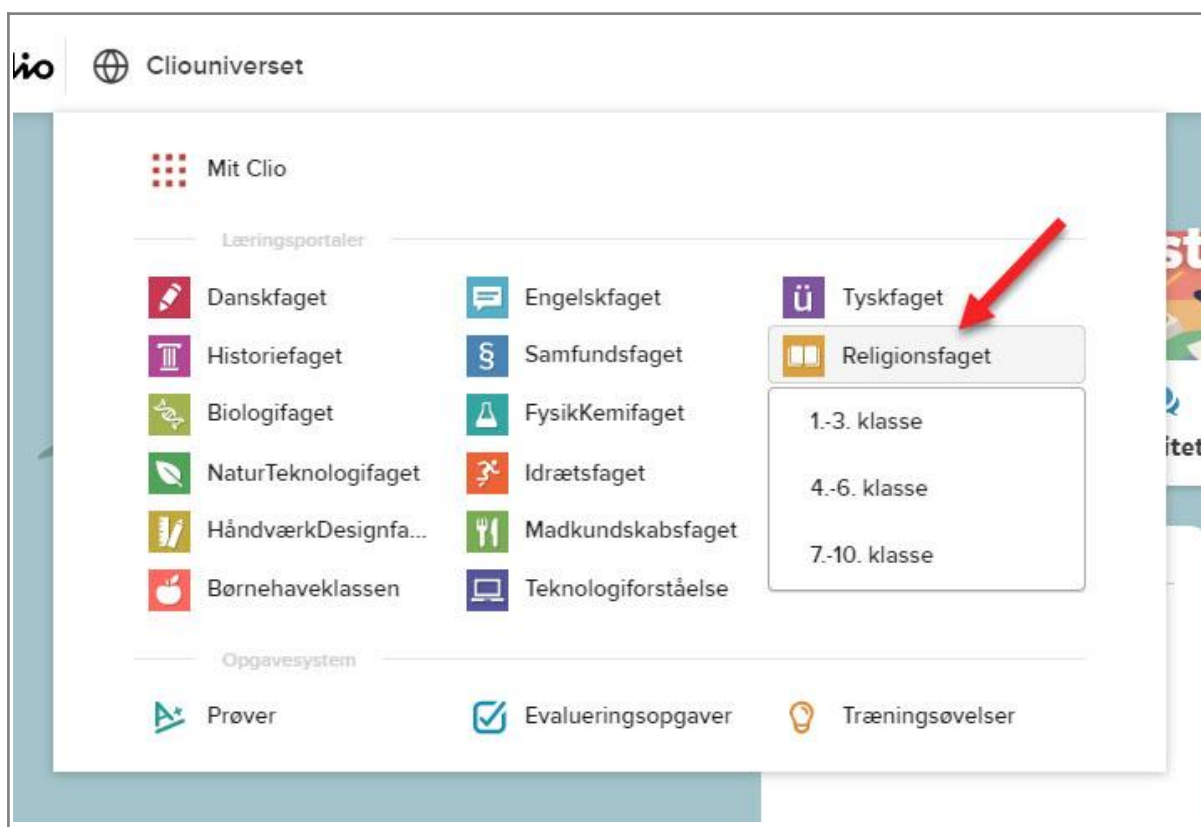 Cliouniverset
Mit Clio
Læringsportaler
Danskfaget
Engelskfaget
ü Tyskfaget
Historiefaget
§ Samfundsfaget
Religionsfaget
Biologifaget
FysikKemifaget
1.-3. klasse
NaturTeknologifaget
Idrætsfaget
4.-6. klasse
HåndværkDesignfa...
Madkundskabsfaget
7.-10. klasse
Børnehaveklassen
Teknologiforståelse
Opgavesystem
A+ Prøver
Evalueringsopgaver
Træningsøvelser